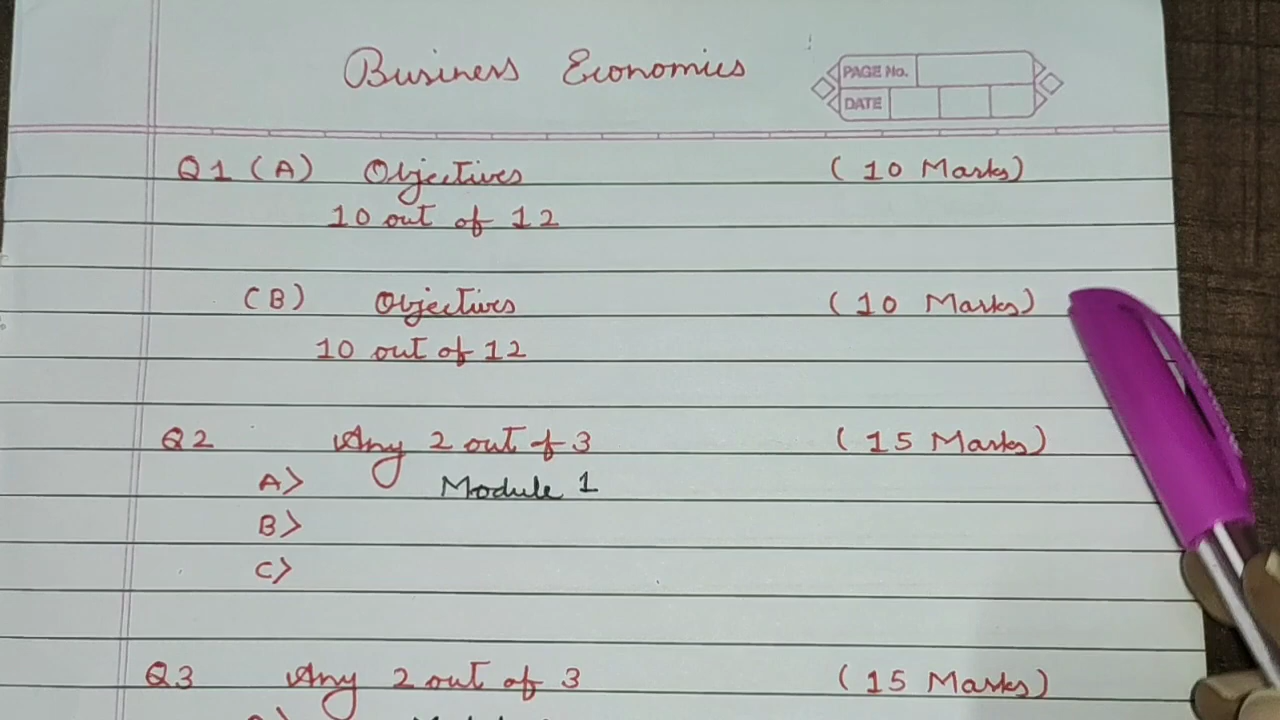 Business Economics
PAGE No.
DATE
Q1 (A) Objectives (10 Marks)
10 out of 12
(B) Objectives (10 Marks)
10 out of 12
Q2 Any 2 out of 3 (15 Marks)
A> Module 1
B>
C>
Q3 Any 2 out of 3 (15 Marks)